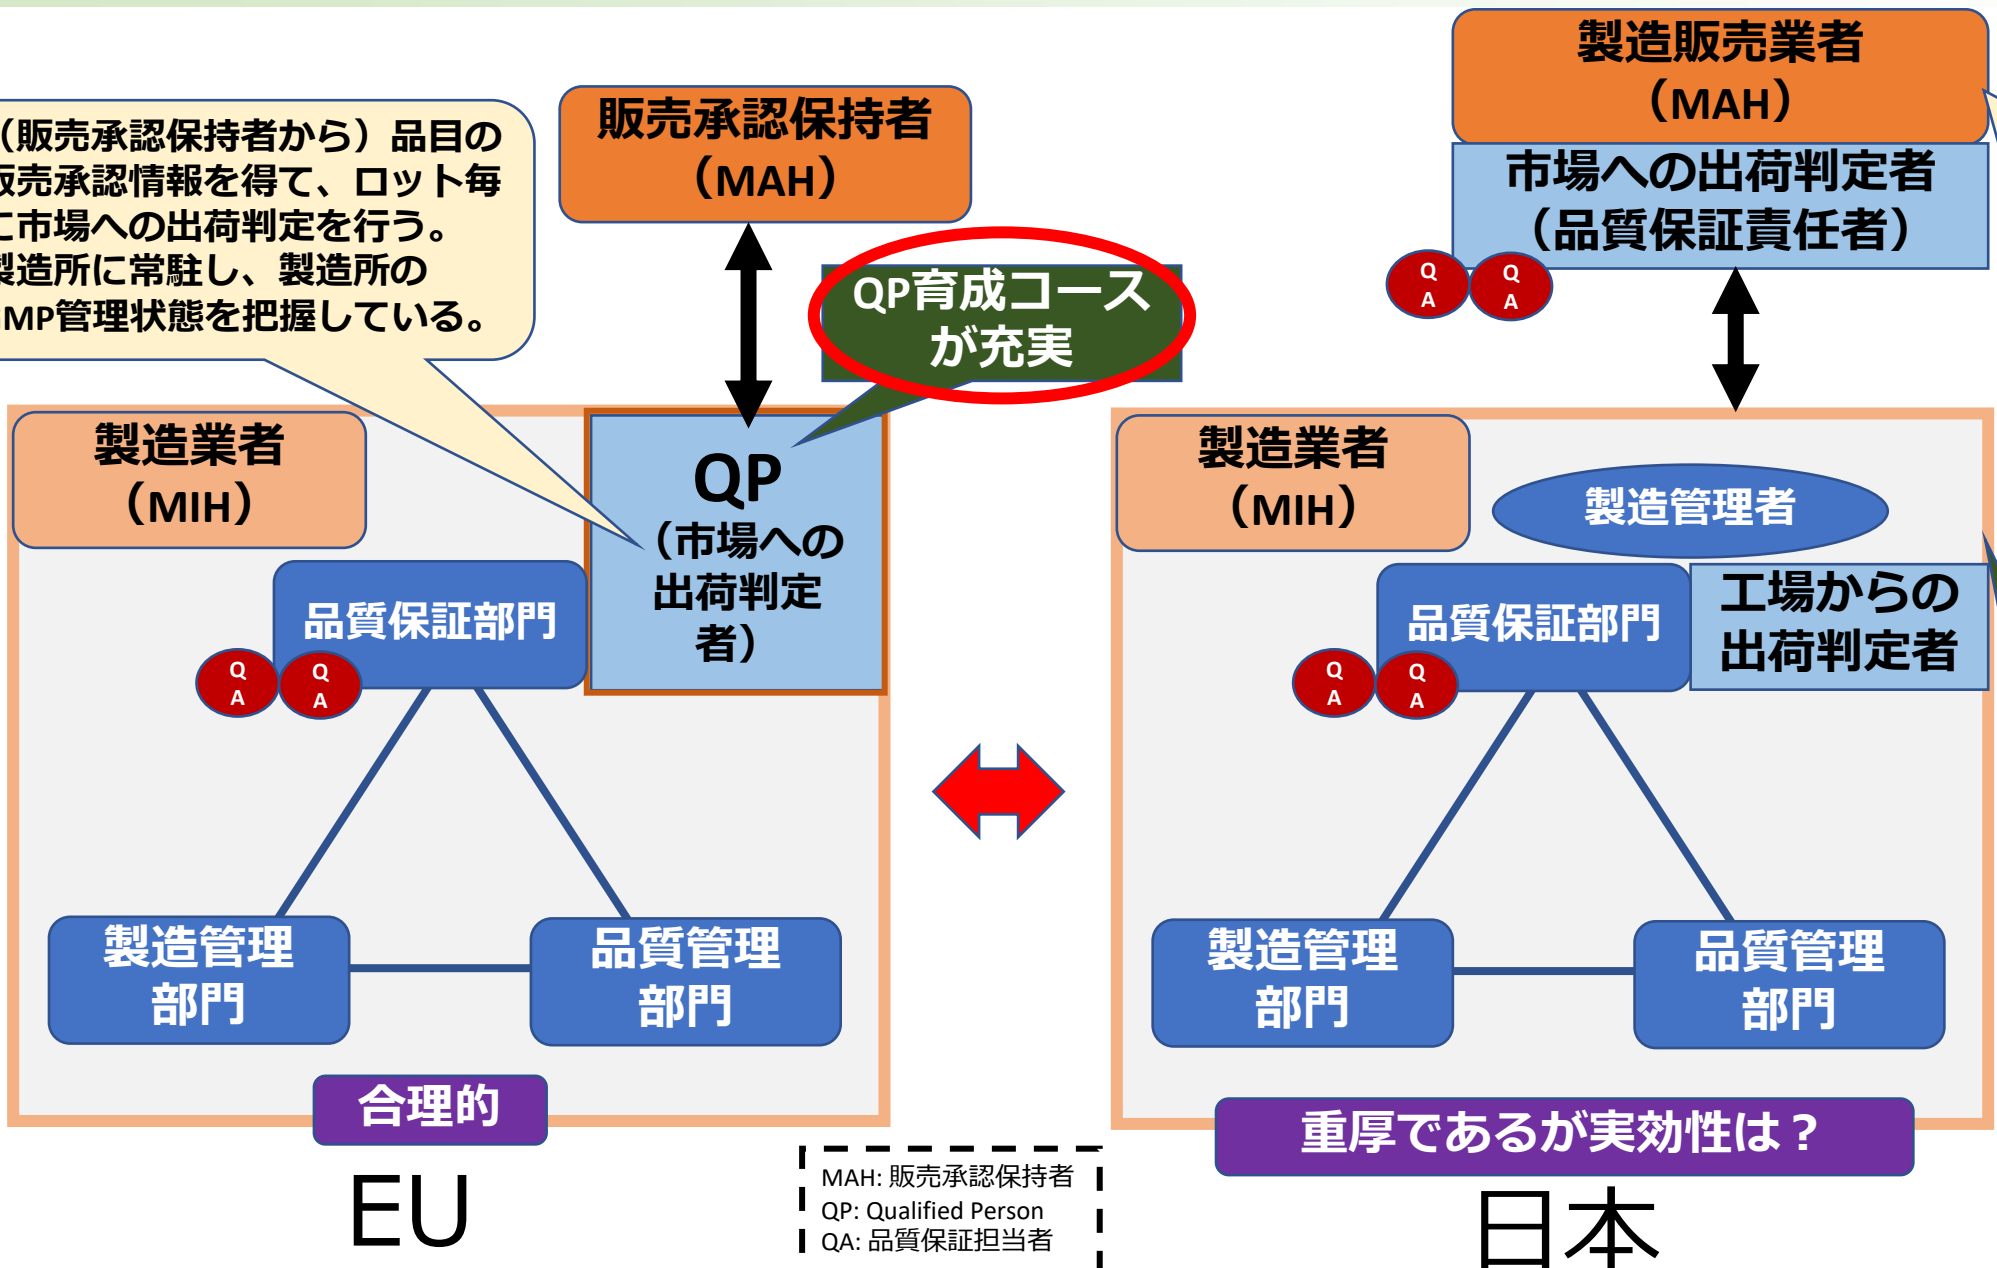 （販売承認保持者から）品目の
販売承認情報を得て、ロット毎
に市場への出荷判定を行う。
製造所に常駐し、製造所の
GMP管理状態を把握している。
販売承認保持者
（MAH）
QP育成コース
が充実
製造業者
（MIH）
QP
（市場への
出荷判定
者）
品質保証部門
Q
A
Q
A
製造管理
部門
品質管理
部門
合理的
EU
製造販売業者
（MAH）
市場への出荷判定者
（品質保証責任者）
Q
A
Q
A
製造業者
（MIH）
製造管理者
品質保証部門
工場からの
出荷判定者
Q
A
Q
A
製造管理
部門
品質管理
部門
重厚であるが実効性は？
日本
MAH: 販売承認保持者
QP: Qualified Person
QA: 品質保証担当者